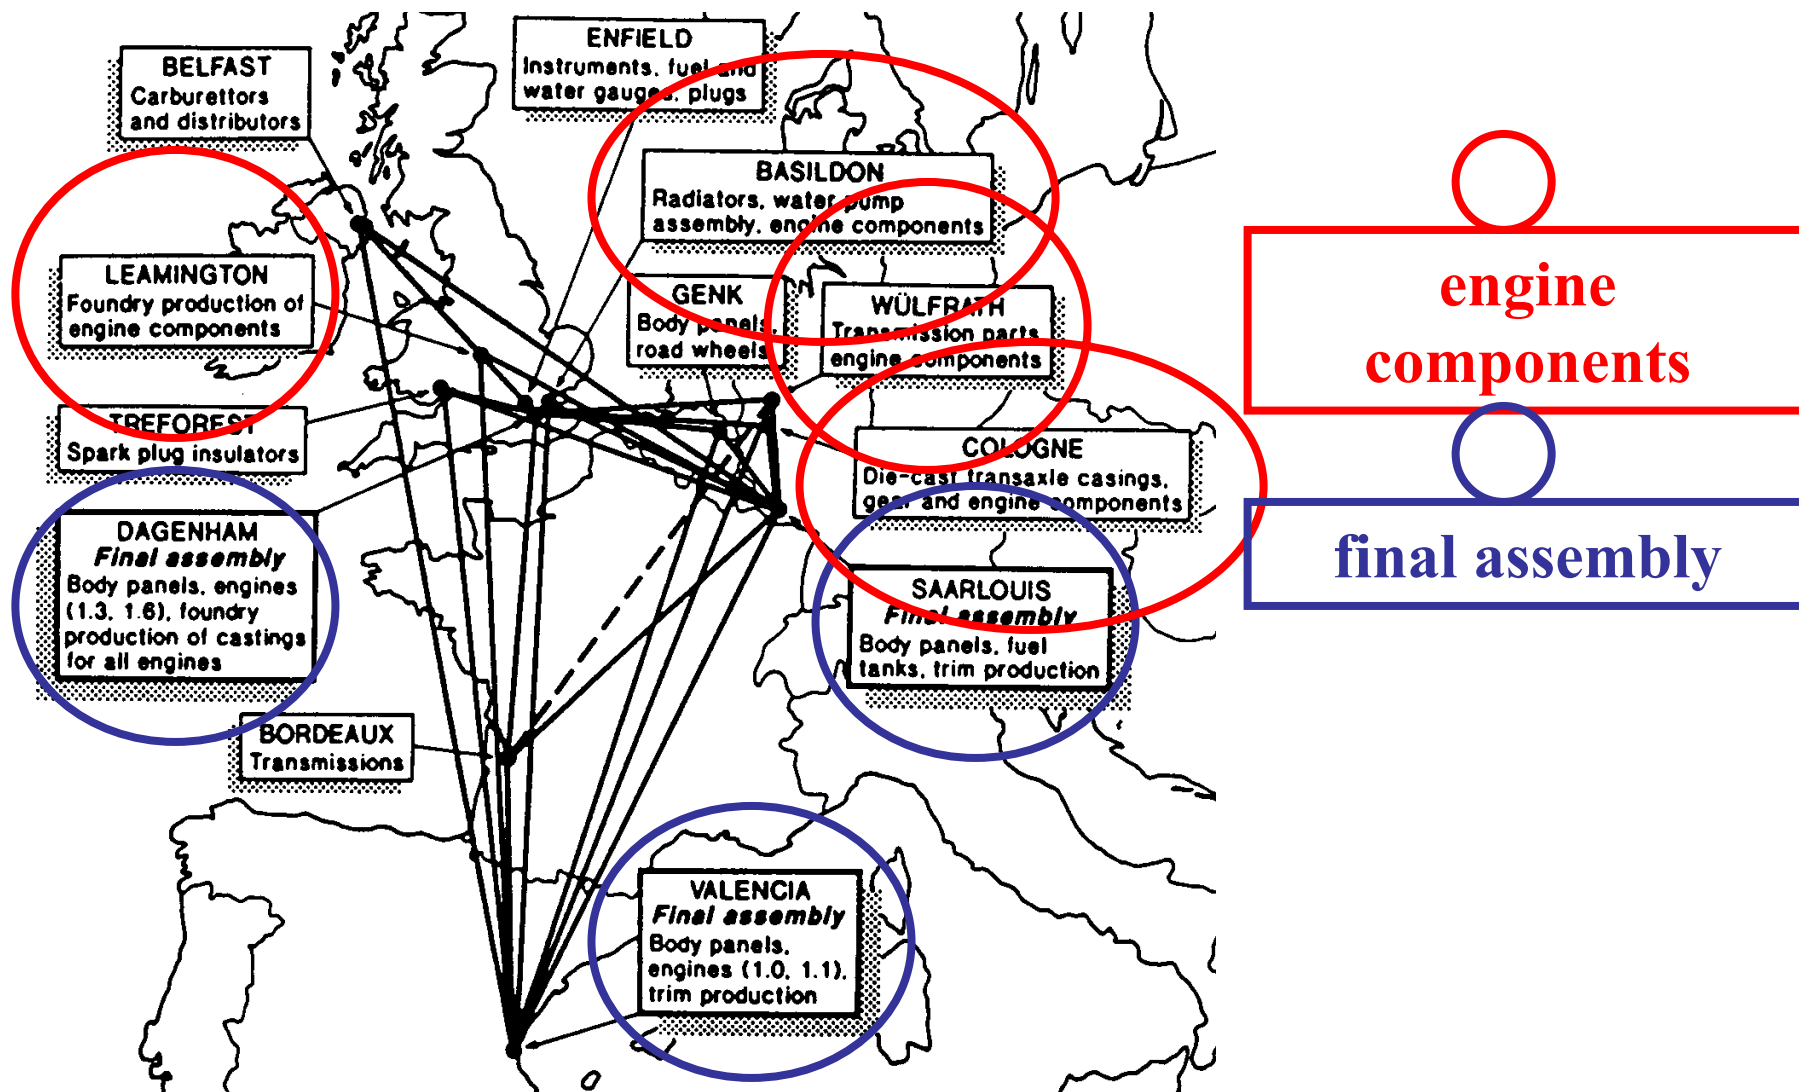 ENFIELD
Instruments, fuel and
water gauges, plugs
BELFAST
Carburettors
and distributors
BASILDON
Radiators, water pump
assembly, engine components
LEAMINGTON
Foundry production of
engine components
GENK
Body panels,
road wheels
WÜLFRATH
Transmission parts
engine components
TREFOREST
Spark plug insulators
COLOGNE
Die-cast transaxle casings,
gear and engine components
DAGENHAM
Final assembly
Body panels, engines
(1.3, 1.6), foundry
production of castings
for all engines
SAARLOUIS
Final assembly
Body panels, fuel
tanks, trim production
BORDEAUX
Transmissions
VALENCIA
Final assembly
Body panels,
engines (1.0, 1.1),
trim production
engine
components
final assembly